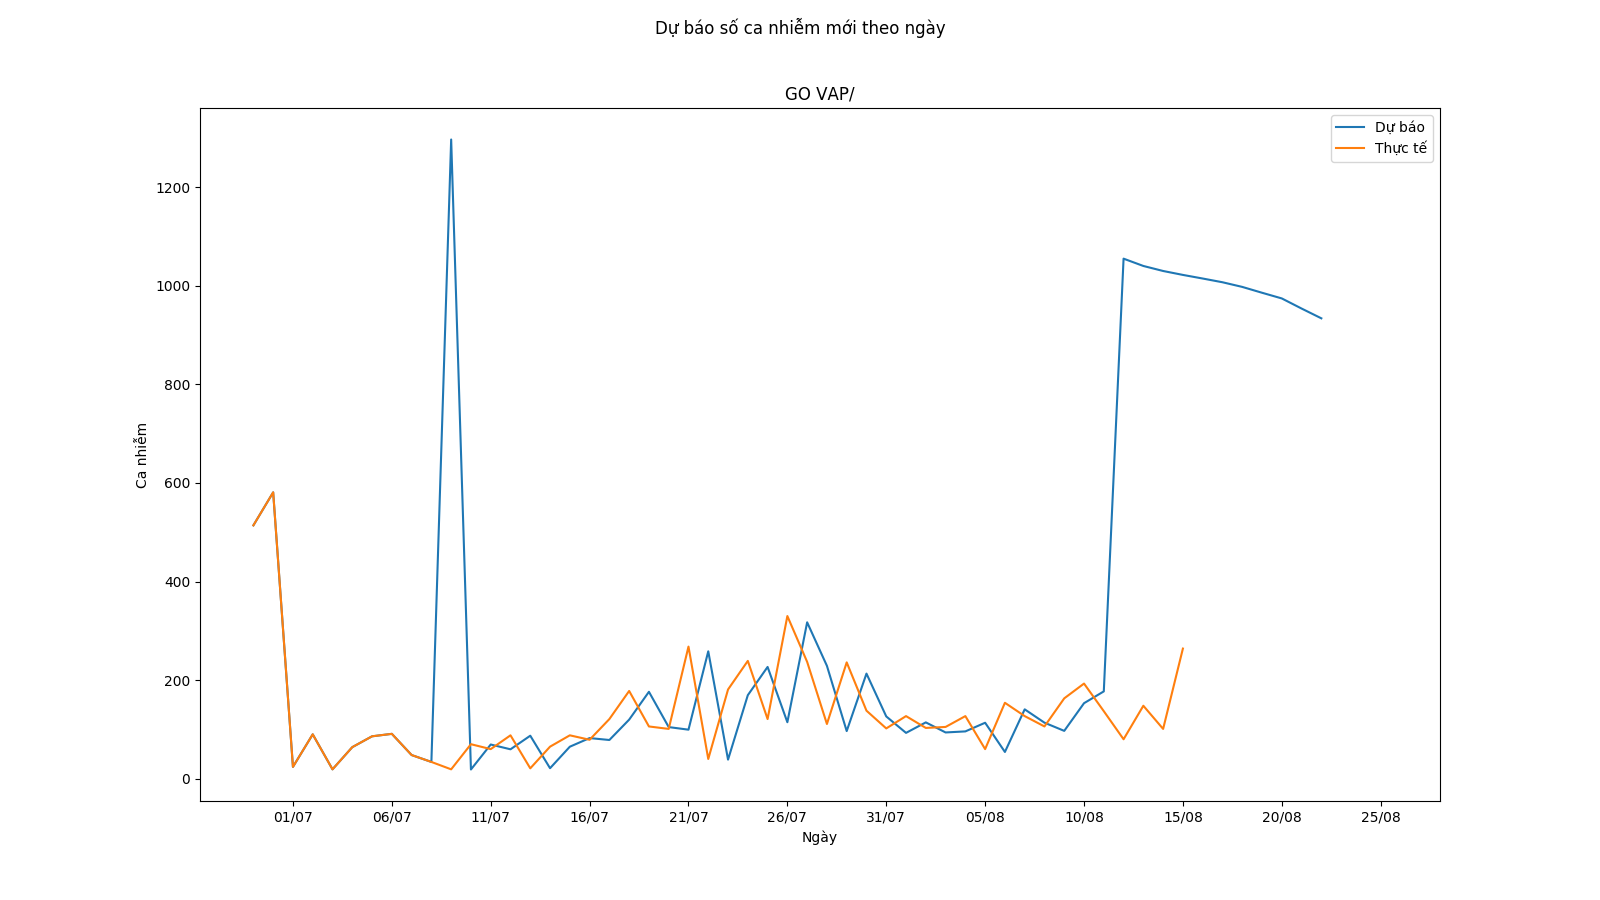 Dự báo số ca nhiễm mới theo ngày
GO VAP/
Dự báo
Thực tế
1200
1000
800
600
400
200
0
Ca nhiễm
01/07 06/07 11/07 16/07 21/07 26/07 31/07 05/08 10/08 15/08 20/08 25/08
Ngày